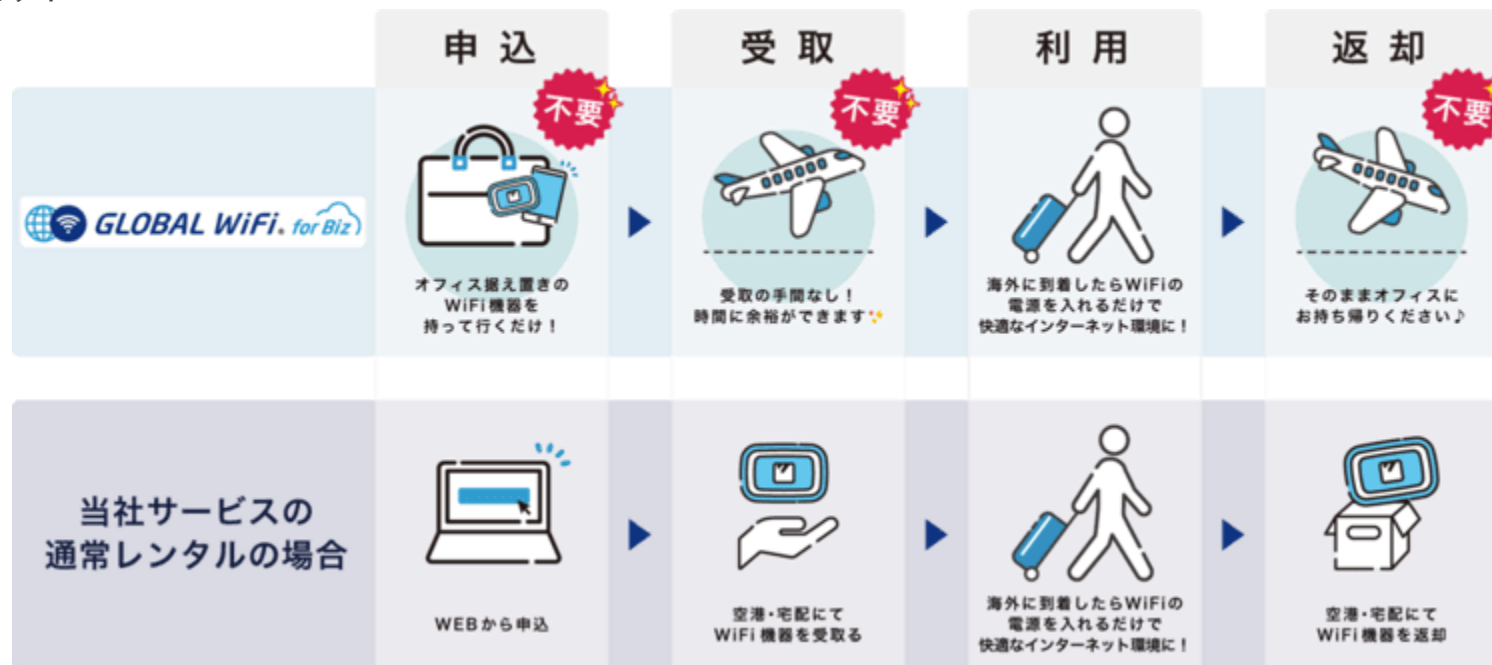 申込
受取
利用
返却
不要
不要
不要
GLOBAL WiFi® for Biz
オフィス据え置きの
WiFi機器を
持って行くだけ！
受取の手間なし！
時間に余裕ができます✨
海外に到着したらWiFiの
電源を入れるだけで
快適なインターネット環境に！
そのままオフィスに
お持ち帰りください♪
当社サービスの
通常レンタルの場合
WEBから申込
空港・宅配にて
WiFi機器を受取る
海外に到着したらWiFiの
電源を入れるだけで
快適なインターネット環境に！
空港・宅配にて
WiFi機器を返却